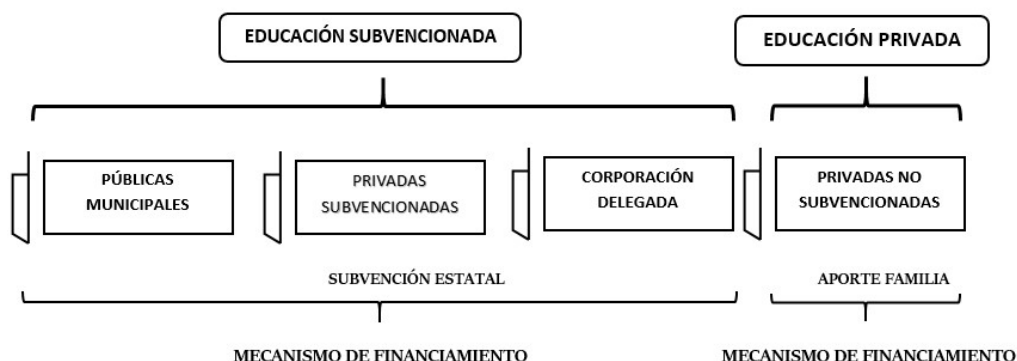 EDUCACIÓN SUBVENCIONADA
EDUCACIÓN PRIVADA
PÚBLICAS
MUNICIPALES
PRIVADAS
SUBVENCIONADAS
CORPORACIÓN
DELEGADA
PRIVADAS NO
SUBVENCIONADAS
SUBVENCIÓN ESTATAL
APORTE FAMILIA
MECANISMO DE FINANCIAMIENTO
MECANISMO DE FINANCIAMIENTO